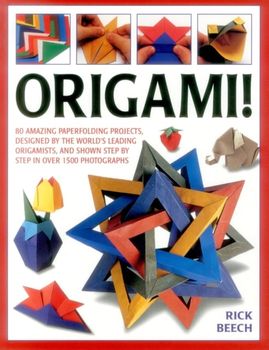 ORIGAMI!
80 AMAZING PAPERFOLDING PROJECTS,
DESIGNED BY THE WORLD'S LEADING
ORIGAMISTS, AND SHOWN STEP BY
STEP IN OVER 1500 PHOTOGRAPHS
RICK
BEECH